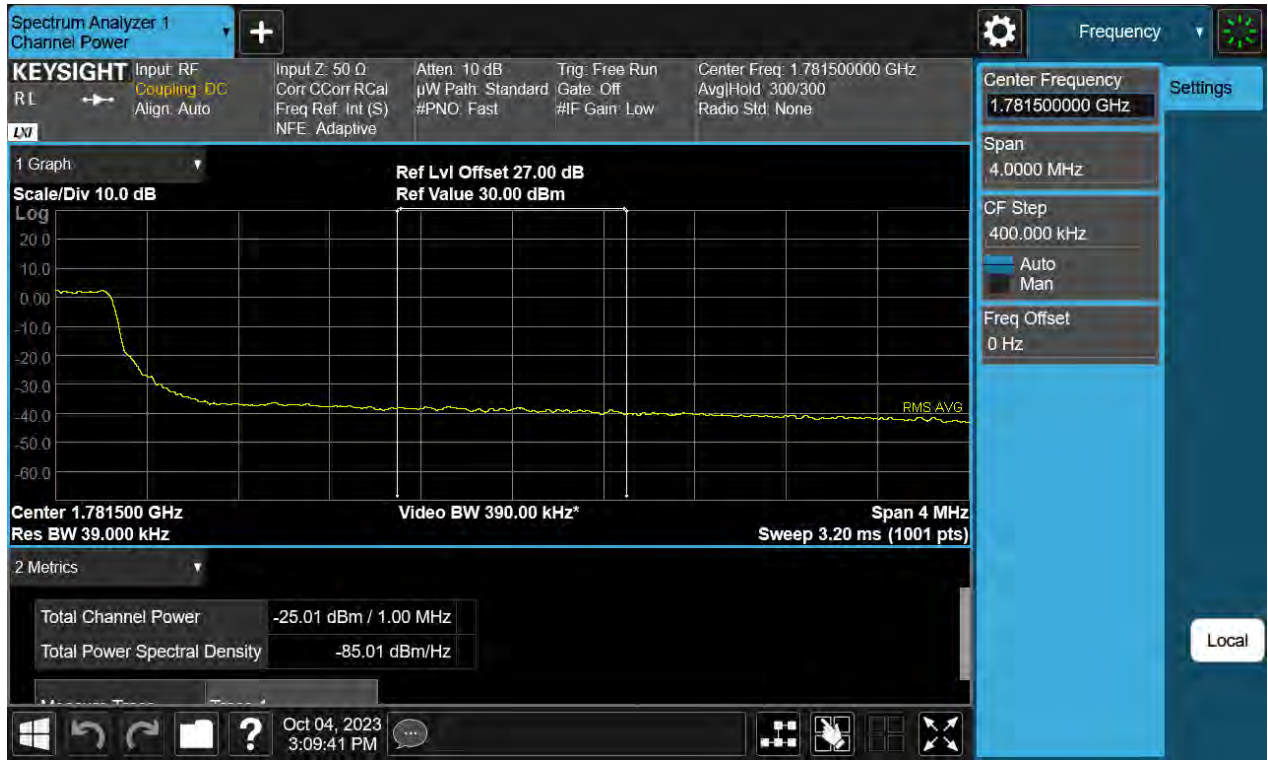 Spectrum Analyzer 1
Channel Power
+
Frequency
KEYSIGHT
RL
LXI
Input: RF
Coupling: DC
Align: Auto
Input Z: 50 Ω
Corr CCorr RCal
Freq Ref: Int (S)
NFE: Adaptive
Atten: 10 dB
µW Path: Standard
#PNO: Fast
Trig: Free Run
Gate: Off
#IF Gain: Low
Center Freq: 1.781500000 GHz
Avg|Hold: 300/300
Radio Std: None
Center Frequency
1.781500000 GHz
Settings
Span
4.0000 MHz
CF Step
400.000 kHz
Auto
Man
Freq Offset
0 Hz
Local
1 Graph
Ref Lvl Offset 27.00 dB
Scale/Div 10.0 dB
Ref Value 30.00 dBm
Log
20.0
10.0
0.00
-10.0
-20.0
-30.0
-40.0
-50.0
-60.0
RMS AVG
Center 1.781500 GHz
Video BW 390.00 kHz*
Span 4 MHz
Res BW 39.000 kHz
Sweep 3.20 ms (1001 pts)
2 Metrics
Total Channel Power -25.01 dBm / 1.00 MHz
Total Power Spectral Density -85.01 dBm/Hz
?
Oct 04, 2023
3:09:41 PM